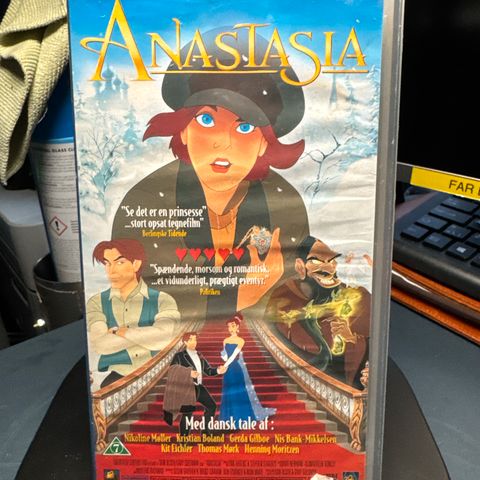 ANASTASIA
"Se det er en prinsesse"
...stort opsat tegnefilm"
Berlingske Tidende
"Spændende, morsom og romantisk.
...et vidunderligt, prægtigt eventyr."
Politiken
FAR
Med dansk tale af:
Nikoline Møller Kristian Boland Gerda Gilboe Nis Bank-Mikkelsen
Kit Eichler Thomas Mørk Henning Moritzen
7